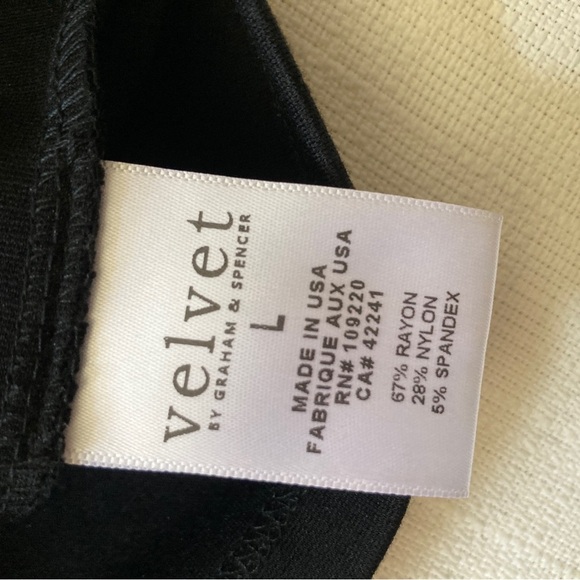 velvet
BY GRAHAM & SPENCER
L
MADE IN USA
FABRIQUE AUX USA
RN# 109220
CA# 42241
67% RAYON
28% NYLON
5% SPANDEX